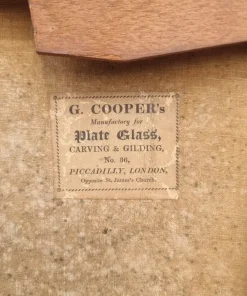 G. COOPER's
Manufactory for
Plate Glass,
CARVING & GILDING,
No. 96,
PICCADILLY, LONDON,
Opposite St. James's Church.